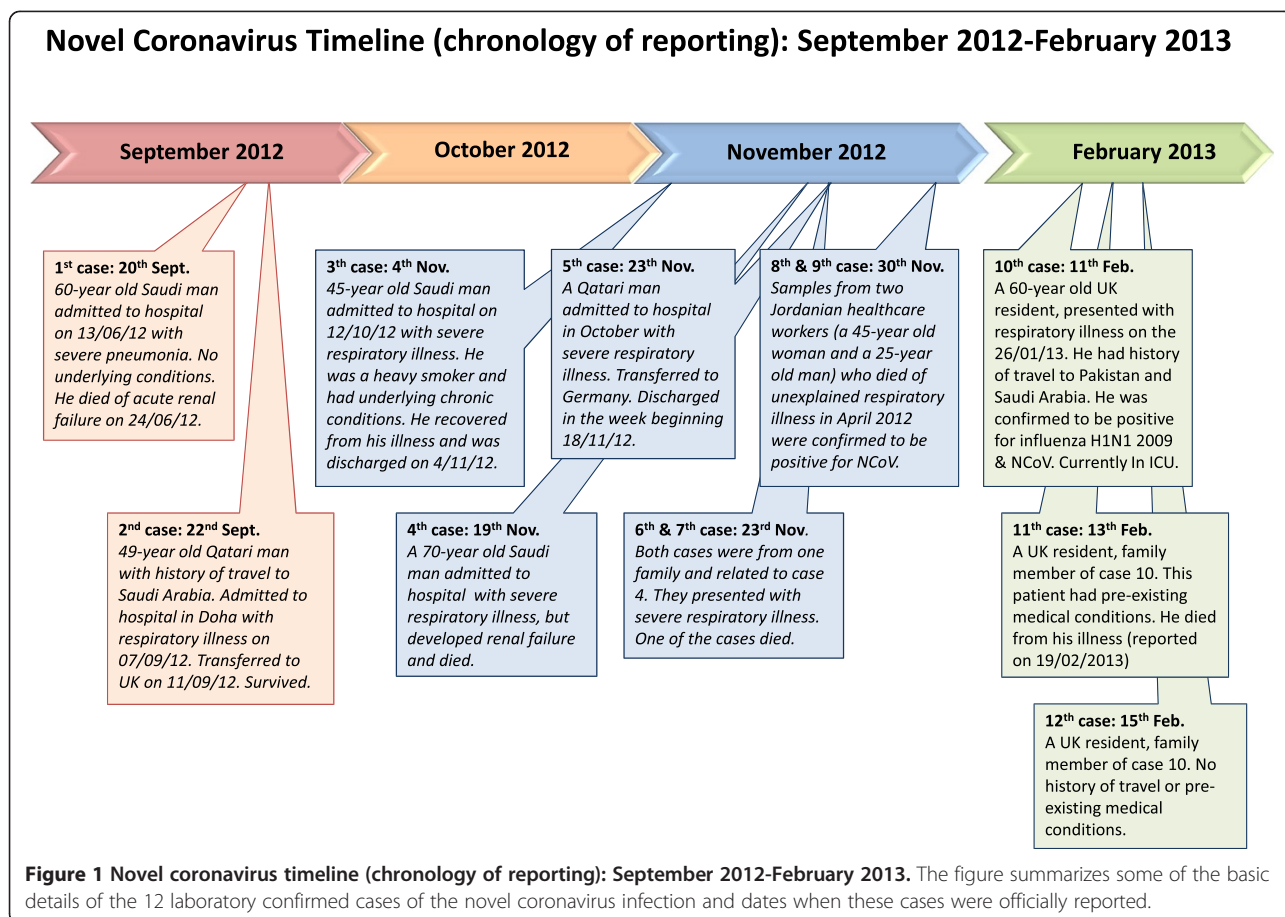 Novel Coronavirus Timeline (chronology of reporting): September 2012-February 2013
September 2012
October 2012
November 2012
February 2013
1st case: 20th Sept.
60-year old Saudi man
admitted to hospital
on 13/06/12 with
severe pneumonia. No
underlying conditions.
He died of acute renal
failure on 24/06/12.
2nd case: 22nd Sept.
49-year old Qatari man
with history of travel to
Saudi Arabia. Admitted to
hospital in Doha with
respiratory illness on
07/09/12. Transferred to
UK on 11/09/12. Survived.
3th case: 4th Nov.
45-year old Saudi man
admitted to hospital on
12/10/12 with severe
respiratory illness. He
was a heavy smoker and
had underlying chronic
conditions. He recovered
from his illness and was
discharged on 4/11/12.
4th case: 19th Nov.
A 70-year old Saudi
man admitted to
hospital with severe
respiratory illness, but
developed renal failure
and died.
5th case: 23th Nov.
A Qatari man
admitted to hospital
in October with
severe respiratory
illness. Transferred to
Germany. Discharged
in the week beginning
18/11/12.
6th & 7th case: 23rd Nov.
Both cases were from one
family and related to case
4. They presented with
severe respiratory illness.
One of the cases died.
8th & 9th case: 30th Nov.
Samples from two
Jordanian healthcare
workers (a 45-year old
woman and a 25-year
old man) who died of
unexplained respiratory
illness in April 2012
were confirmed to be
positive for NCoV.
10th case: 11th Feb.
A 60-year old UK
resident, presented with
respiratory illness on the
26/01/13. He had history
of travel to Pakistan and
Saudi Arabia. He was
confirmed to be positive
for influenza H1N1 2009
& NCoV. Currently In ICU.
11th case: 13th Feb.
A UK resident, family
member of case 10. This
patient had pre-existing
medical conditions. He died
from his illness (reported
on 19/02/2013)
12th case: 15th Feb.
A UK resident, family
member of case 10. No
history of travel or pre-
existing medical
conditions.
Figure 1 Novel coronavirus timeline (chronology of reporting): September 2012-February 2013. The figure summarizes some of the basic
details of the 12 laboratory confirmed cases of the novel coronavirus infection and dates when these cases were officially reported.